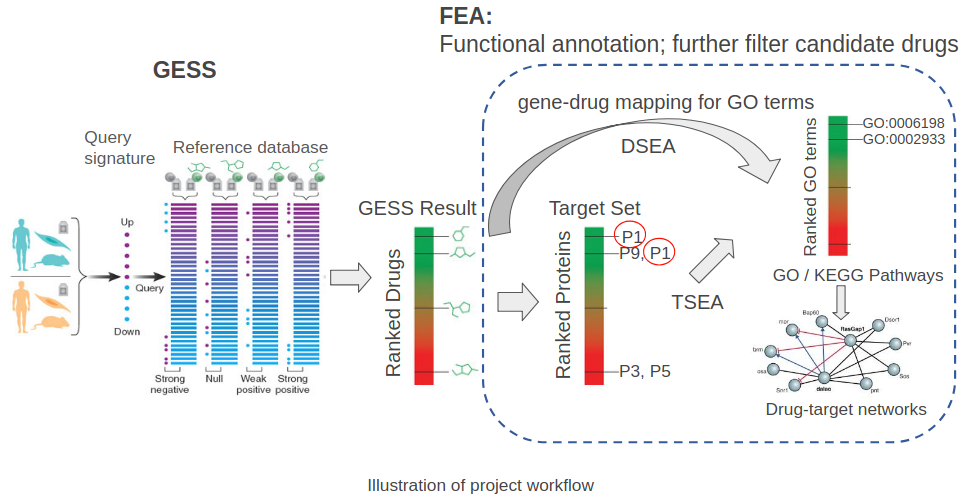 FEA:
Functional annotation; further filter candidate drugs
GESS
gene-drug mapping for GO terms
DSEA
Query
signature
Reference database
Up
Query
Down
Strong
negative
Null
Weak
positive
Strong
positive
GESS Result
Ranked Drugs
Target Set
Ranked Proteins
P1
P9, P1
P3, P5
TSEA
Ranked GO terms
GO:0006198
GO:0002933
GO / KEGG Pathways
Bap60
Dsor1
mor
RasGap1
brm
Pvr
osa
Sos
Snr1
pnt
Drug-target networks
Illustration of project workflow